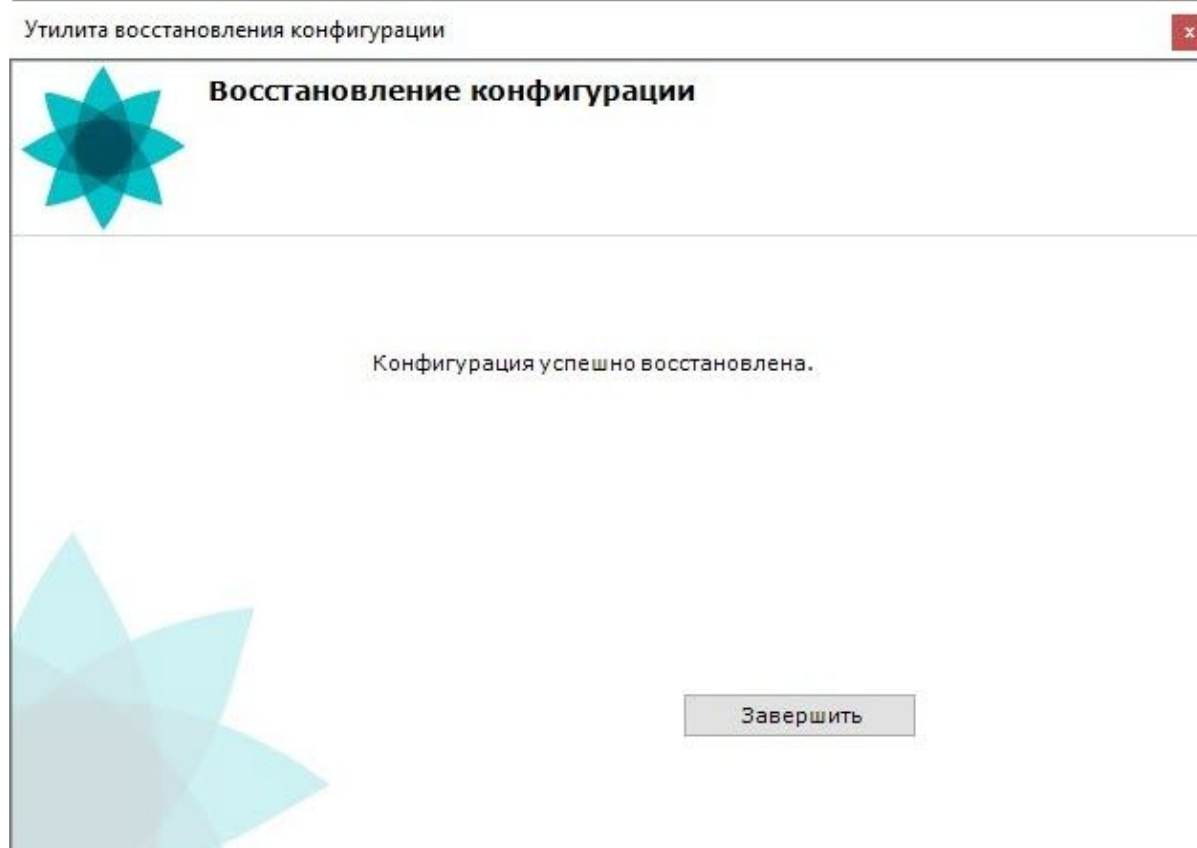 Утилита восстановления конфигурации
x
Восстановление конфигурации
Конфигурация успешно восстановлена.
Завершить